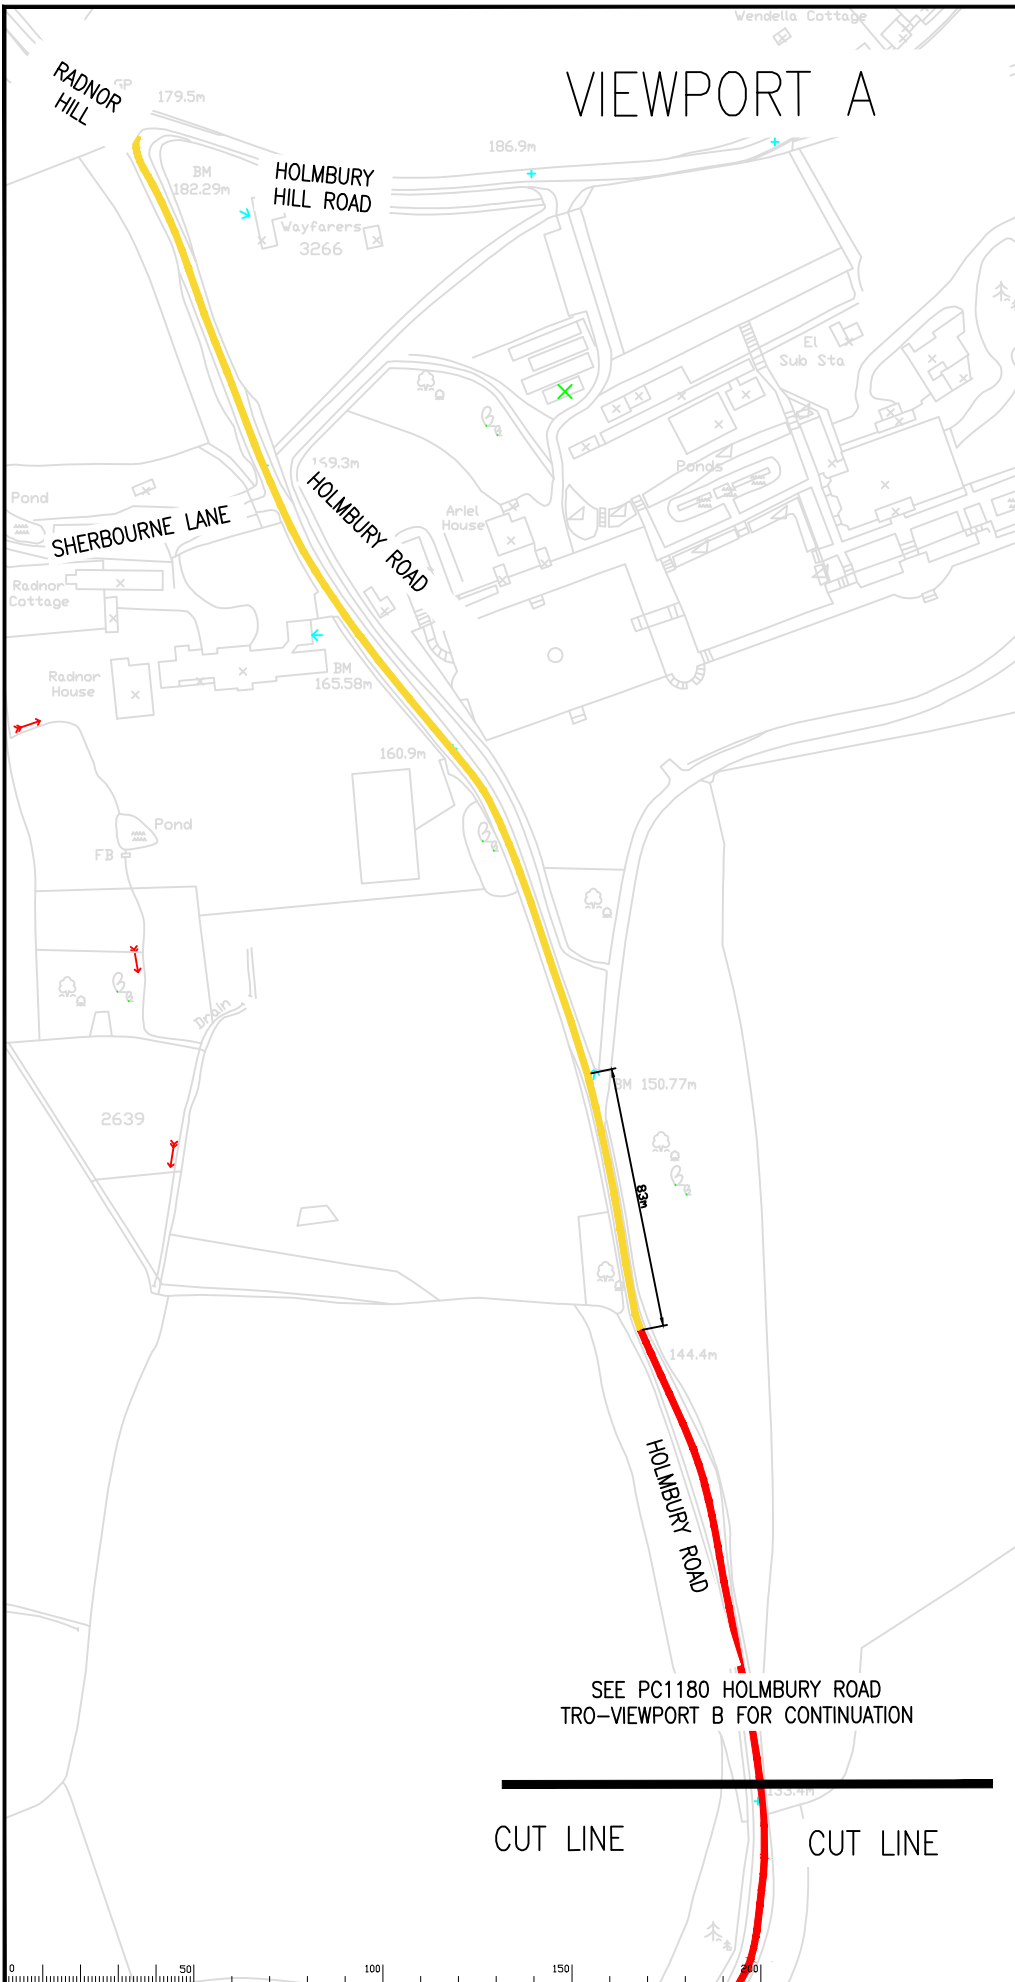 Wendella Cottage
VIEWPORT A
RADNOR
HILL
GP
179.5m
186.9m
BM
182.29m
HOLMBURY
HILL ROAD
Wayfarers
3266
El
Sub Sta
169.3m
HOLMBURY ROAD
Ponds
Pond
SHERBOURNE LANE
Ariel
House
Radnor
Cottage
Radnor
House
BM
165.58m
160.9m
Pond
FB
Drain
BM 150.77m
2639
83m
144.4m
HOLMBURY ROAD
SEE PC1180 HOLMBURY ROAD
TRO-VIEWPORT B FOR CONTINUATION
133.4m
CUT LINE
CUT LINE
0 50 100 150 200